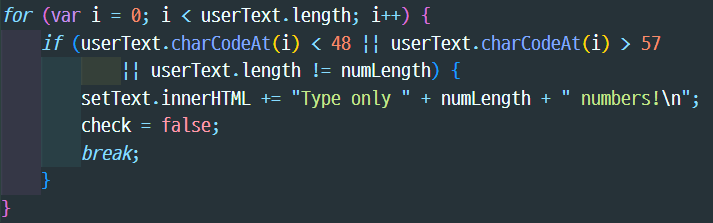 for (var i = 0; i < userText.length; i++) {
    if (userText.charCodeAt(i) < 48 || userText.charCodeAt(i) > 57
            || userText.length != numLength) {
        setText.innerHTML += "Type only " + numLength + " numbers!\n";
        check = false;
        break;
    }
}